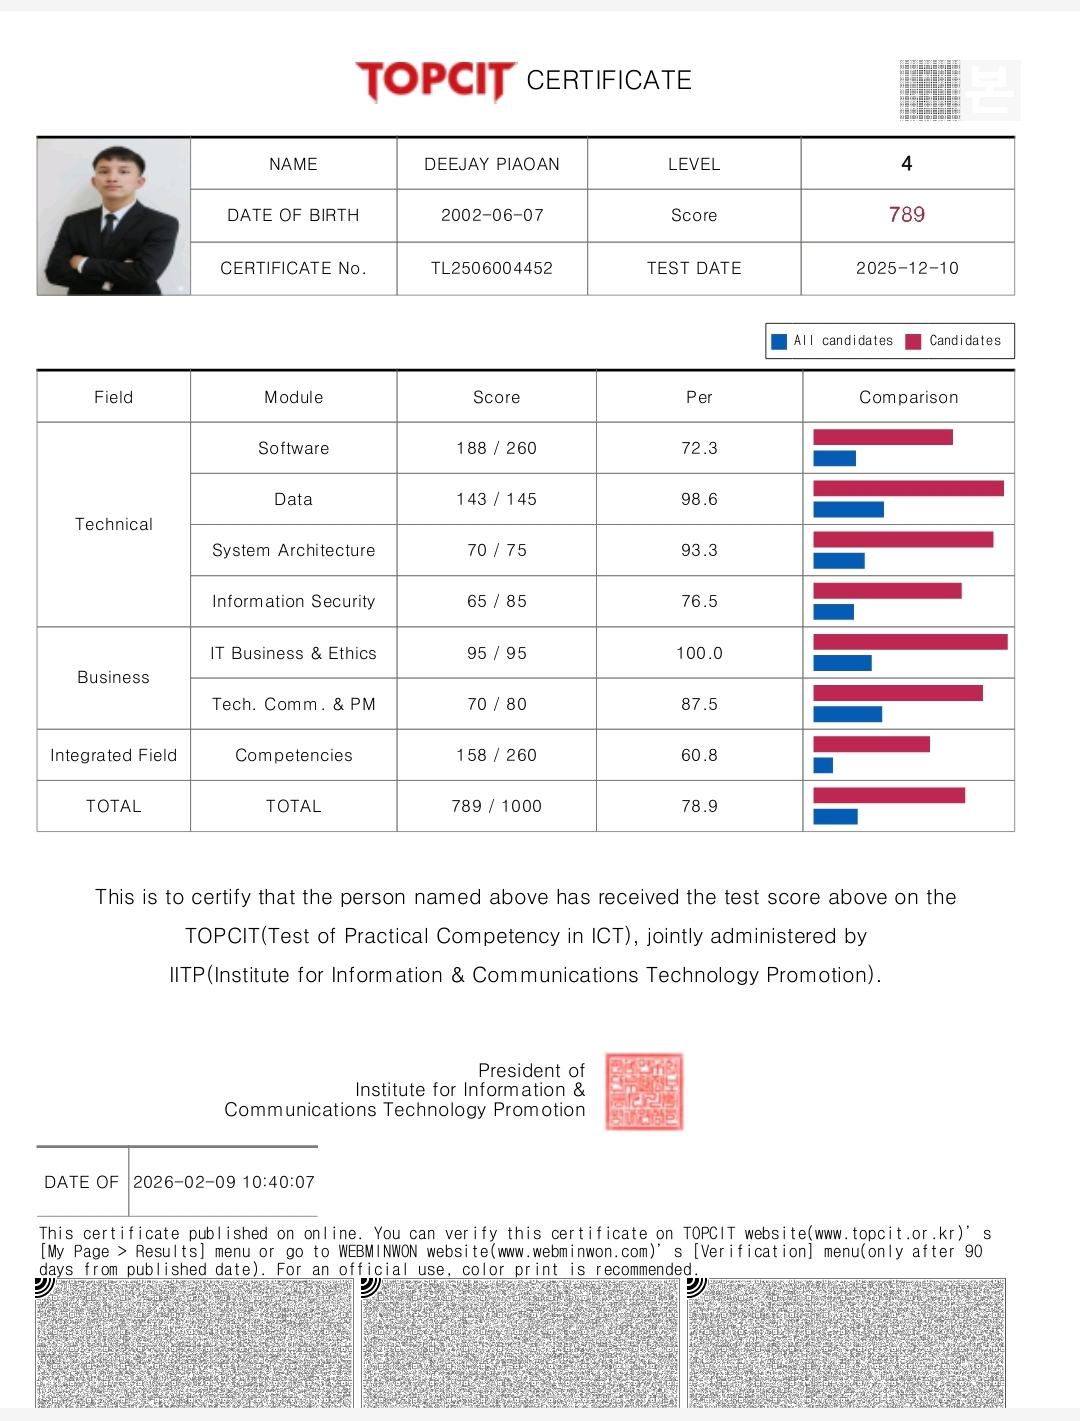 TOPCIT CERTIFICATE
본
NAME DEEJAY PIAOAN LEVEL 4
DATE OF BIRTH 2002-06-07 Score 789
CERTIFICATE No. TL2506004452 TEST DATE 2025-12-10
All candidates Candidates
Field Module Score Per Comparison
Technical
Software 188 / 260 72.3
Data 143 / 145 98.6
System Architecture 70 / 75 93.3
Information Security 65 / 85 76.5
Business
IT Business & Ethics 95 / 95 100.0
Tech. Comm. & PM 70 / 80 87.5
Integrated Field Competencies 158 / 260 60.8
TOTAL TOTAL 789 / 1000 78.9
This is to certify that the person named above has received the test score above on the
TOPCIT(Test of Practical Competency in ICT), jointly administered by
IITP(Institute for Information & Communications Technology Promotion).
President of
Institute for Information &
Communications Technology Promotion
DATE OF 2026-02-09 10:40:07
This certificate published on online. You can verify this certificate on TOPCIT website(www.topcit.or.kr)'s
[My Page > Results] menu or go to WEBMINWON website(www.webminwon.com)'s [Verification] menu(only after 90
days from published date). For an official use, color print is recommended.